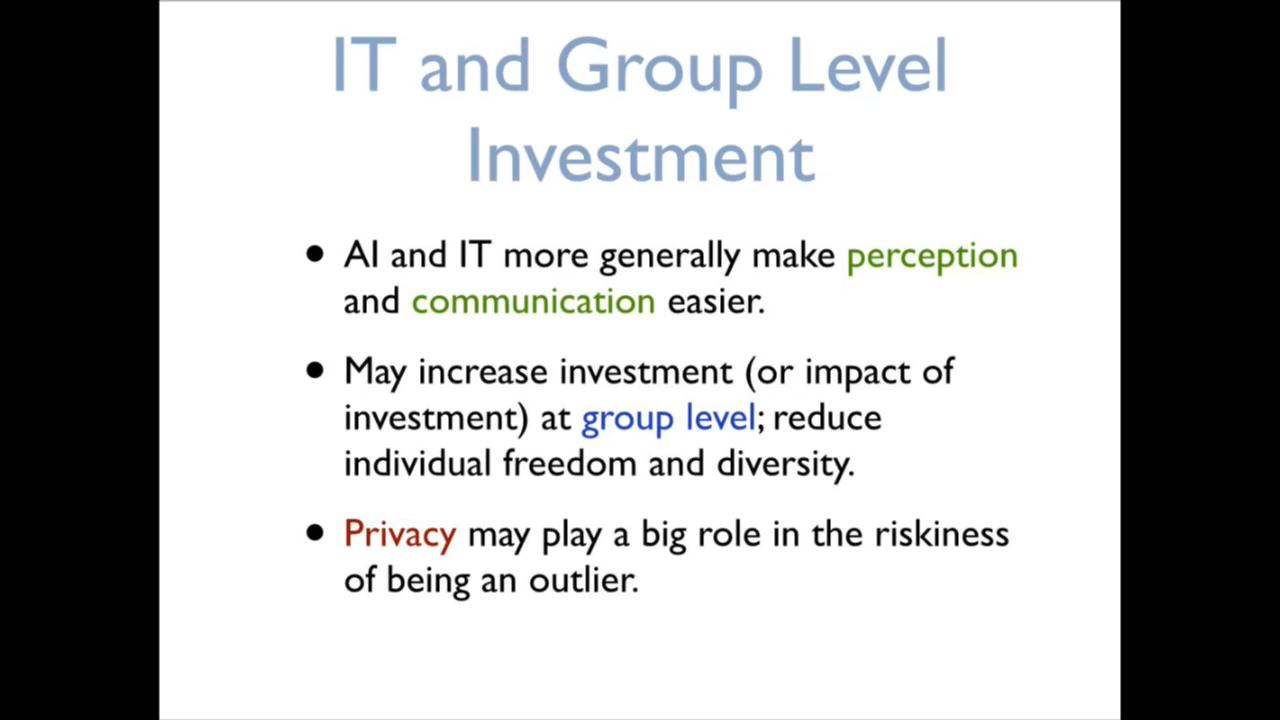 IT and Group Level
Investment
• AI and IT more generally make perception
and communication easier.
• May increase investment (or impact of
investment) at group level; reduce
individual freedom and diversity.
• Privacy may play a big role in the riskiness
of being an outlier.